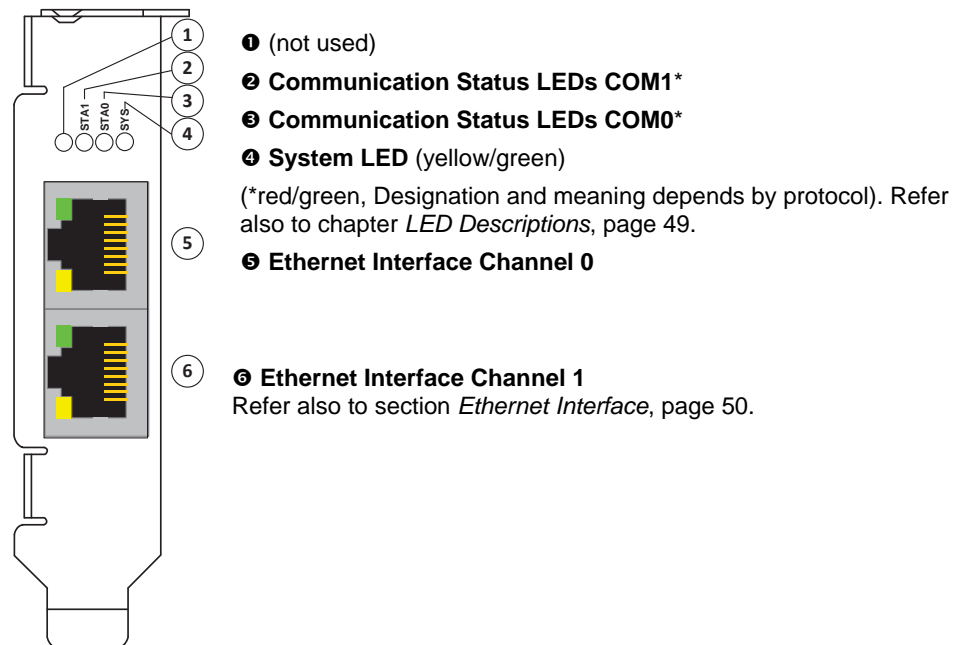 1
2
3
4
STA1
STA0
SYS
5
6
❶ (not used)
❷ Communication Status LEDs COM1*
❸ Communication Status LEDs COM0*
❹ System LED (yellow/green)
(*red/green, Designation and meaning depends by protocol). Refer
also to chapter LED Descriptions, page 49.
❺ Ethernet Interface Channel 0
❻ Ethernet Interface Channel 1
Refer also to section Ethernet Interface, page 50.